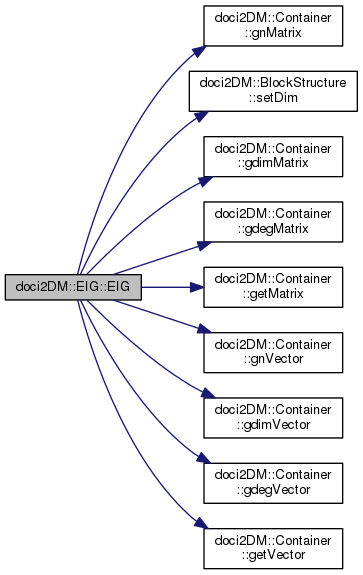 doci2DM::Container
::gnMatrix
doci2DM::BlockStructure
::setDim
doci2DM::Container
::gdimMatrix
doci2DM::Container
::gdegMatrix
doci2DM::EIG::EIG
doci2DM::Container
::getMatrix
doci2DM::Container
::gnVector
doci2DM::Container
::gdimVector
doci2DM::Container
::gdegVector
doci2DM::Container
::getVector